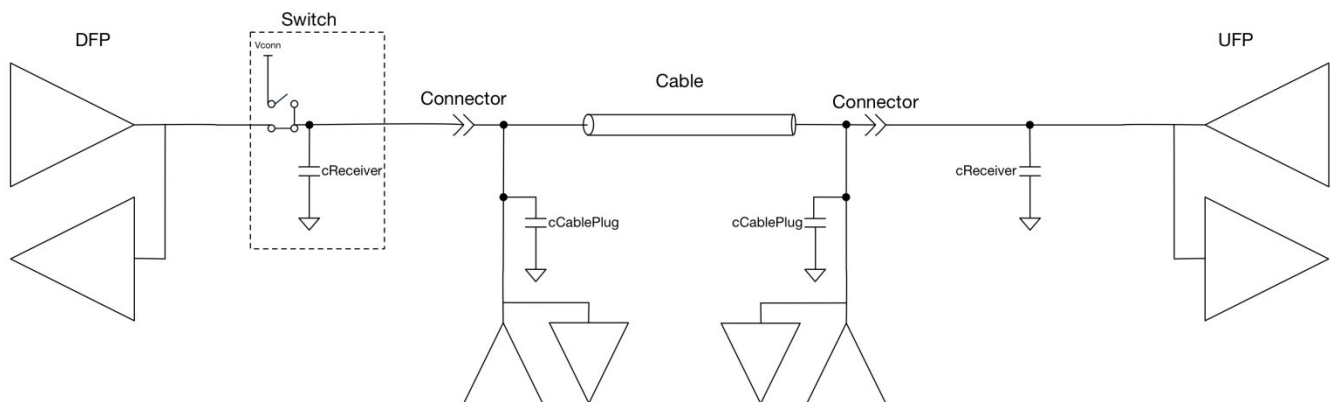 DFP
Switch
Vconn
Connector
Cable
Connector
UFP
cReceiver
cCablePlug
cCablePlug
cReceiver